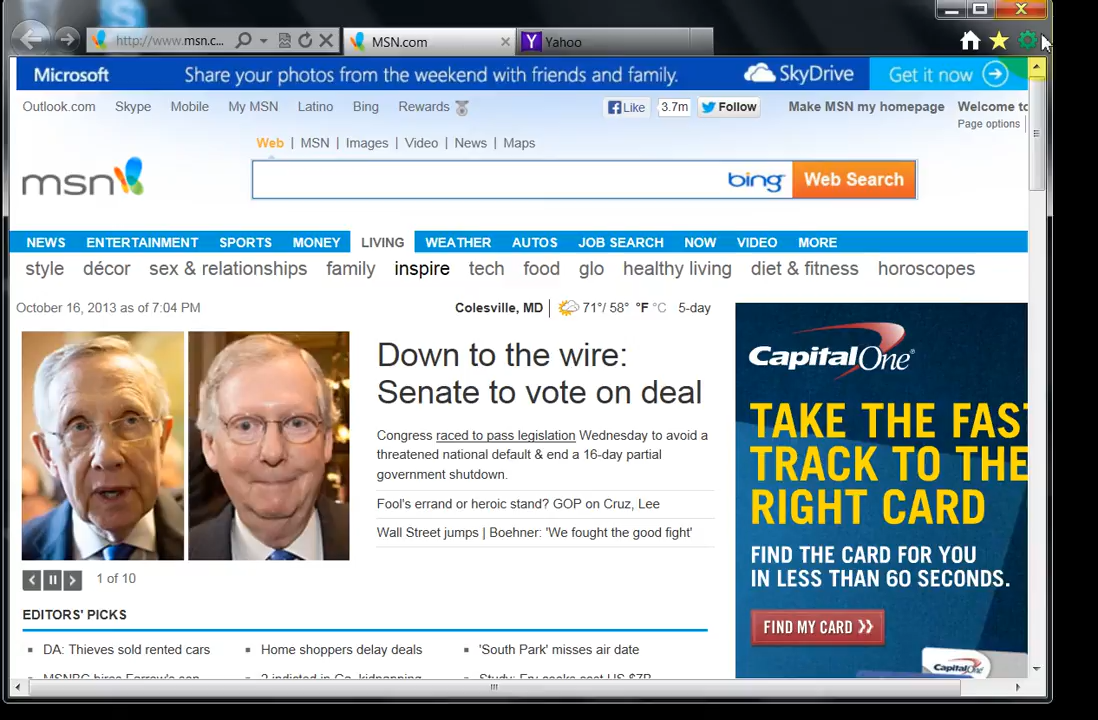 http://www.msn.c...
MSN.com
Yahoo
Microsoft
Share your photos from the weekend with friends and family.
SkyDrive
Get it now
Outlook.com Skype Mobile My MSN Latino Bing Rewards
Like 3.7m Follow
Make MSN my homepage
Welcome to
Page options
Web | MSN | Images | Video | News | Maps
msn
bing
Web Search
NEWS ENTERTAINMENT SPORTS MONEY LIVING WEATHER AUTOS JOB SEARCH NOW VIDEO MORE
style décor sex & relationships family inspire tech food glo healthy living diet & fitness horoscopes
October 16, 2013 as of 7:04 PM
Colesville, MD | 71°/ 58° °F °C 5-day
Down to the wire:
Senate to vote on deal
Congress raced to pass legislation Wednesday to avoid a
threatened national default & end a 16-day partial
government shutdown.
Fool's errand or heroic stand? GOP on Cruz, Lee
Wall Street jumps | Boehner: 'We fought the good fight'
1 of 10
EDITORS' PICKS
DA: Thieves sold rented cars
Home shoppers delay deals
'South Park' misses air date
CapitalOne®
TAKE THE FAST
TRACK TO THE
RIGHT CARD
FIND THE CARD FOR YOU
IN LESS THAN 60 SECONDS.
FIND MY CARD >>
CapitalOne